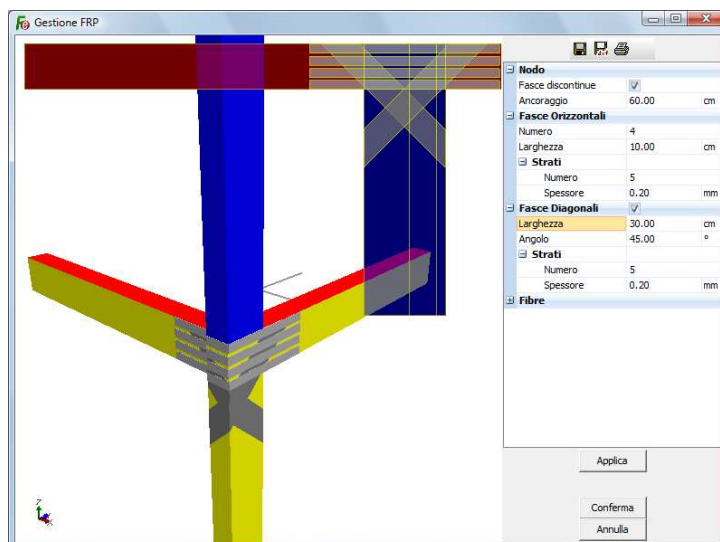 Gestione FRP
Nodo
Fasce discontinue
Ancoraggio 60.00 cm
Fasce Orizzontali
Numero 4
Larghezza 10.00 cm
Strati
Numero 5
Spessore 0.20 mm
Fasce Diagonali
Larghezza 30.00 cm
Angolo 45.00 °
Strati
Numero 5
Spessore 0.20 mm
Fibre
Applica
Conferma
Annulla
Z